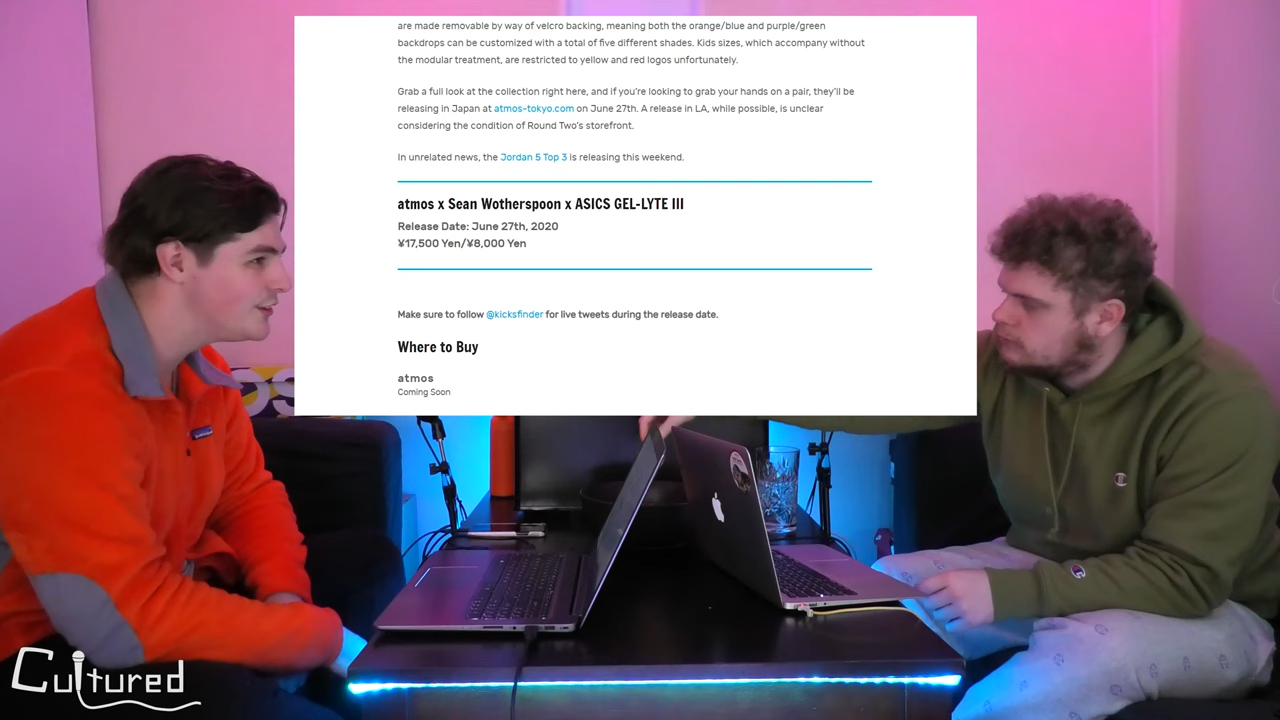 are made removable by way of velcro backing, meaning both the orange/blue and purple/green
backdrops can be customized with a total of five different shades. Kids sizes, which accompany without
the modular treatment, are restricted to yellow and red logos unfortunately.
Grab a full look at the collection right here, and if you're looking to grab your hands on a pair, they'll be
releasing in Japan at atmos-tokyo.com on June 27th. A release in LA, while possible, is unclear
considering the condition of Round Two's storefront.
In unrelated news, the Jordan 5 Top 3 is releasing this weekend.
atmos x Sean Wotherspoon x ASICS GEL-LYTE III
Release Date: June 27th, 2020
¥17,500 Yen/¥8,000 Yen
Make sure to follow @kicksfinder for live tweets during the release date.
Where to Buy
atmos
Coming Soon
Cultured